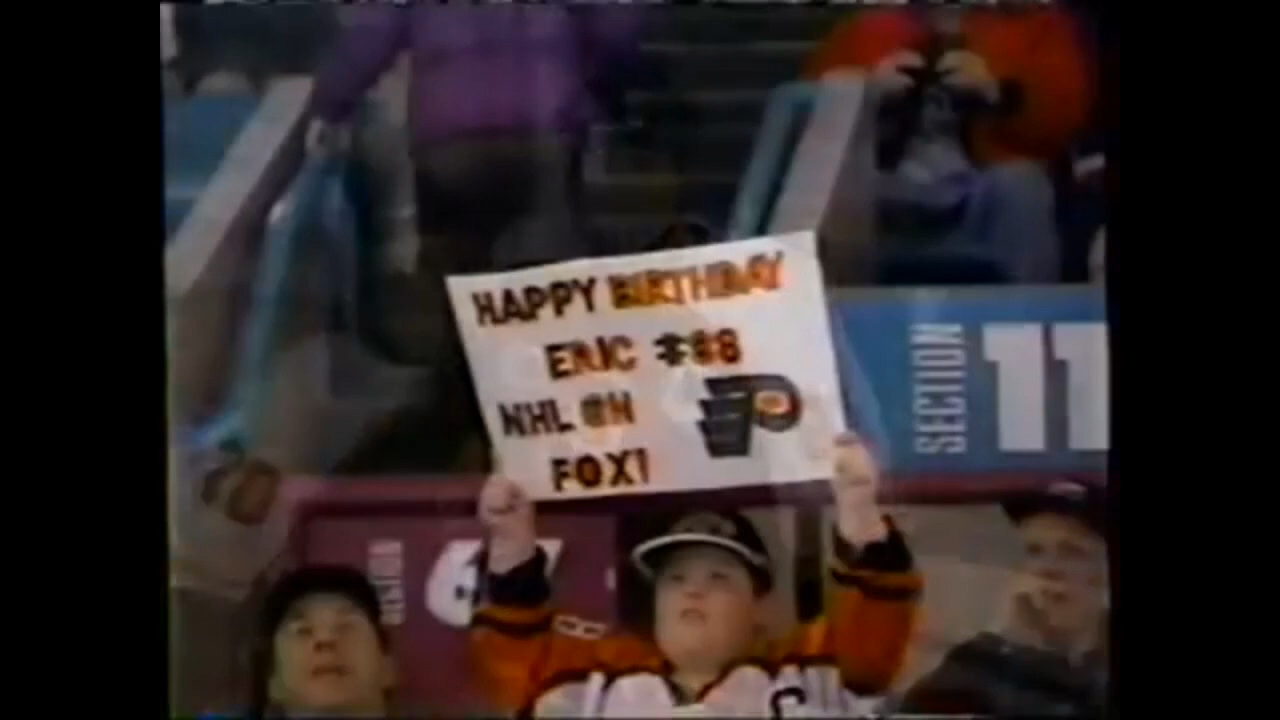 HAPPY BIRTHDAY
ERIC #88
NHL ON
FOX!
SECTION 11
C